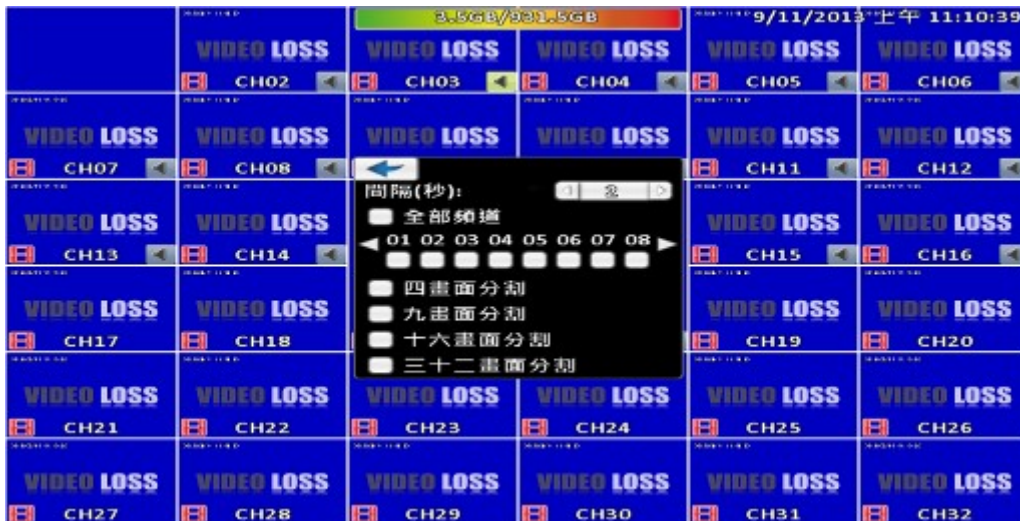 3.5GB/931.5GB
9/11/2013 上午 11:10:39
VIDEO LOSS VIDEO LOSS VIDEO LOSS VIDEO LOSS VIDEO LOSS
CH02 CH03 CH04 CH05 CH06
VIDEO LOSS VIDEO LOSS VIDEO LOSS VIDEO LOSS VIDEO LOSS VIDEO LOSS
CH07 CH08 CH11 CH12
間隔(秒): 2
全部頻道
01 02 03 04 05 06 07 08
四畫面分割
九畫面分割
十六畫面分割
三十二畫面分割
VIDEO LOSS VIDEO LOSS VIDEO LOSS VIDEO LOSS
CH13 CH14 CH15 CH16
VIDEO LOSS VIDEO LOSS VIDEO LOSS VIDEO LOSS
CH17 CH18 CH19 CH20
VIDEO LOSS VIDEO LOSS VIDEO LOSS VIDEO LOSS VIDEO LOSS VIDEO LOSS
CH21 CH22 CH23 CH24 CH25 CH26
VIDEO LOSS VIDEO LOSS VIDEO LOSS VIDEO LOSS VIDEO LOSS VIDEO LOSS
CH27 CH28 CH29 CH30 CH31 CH32